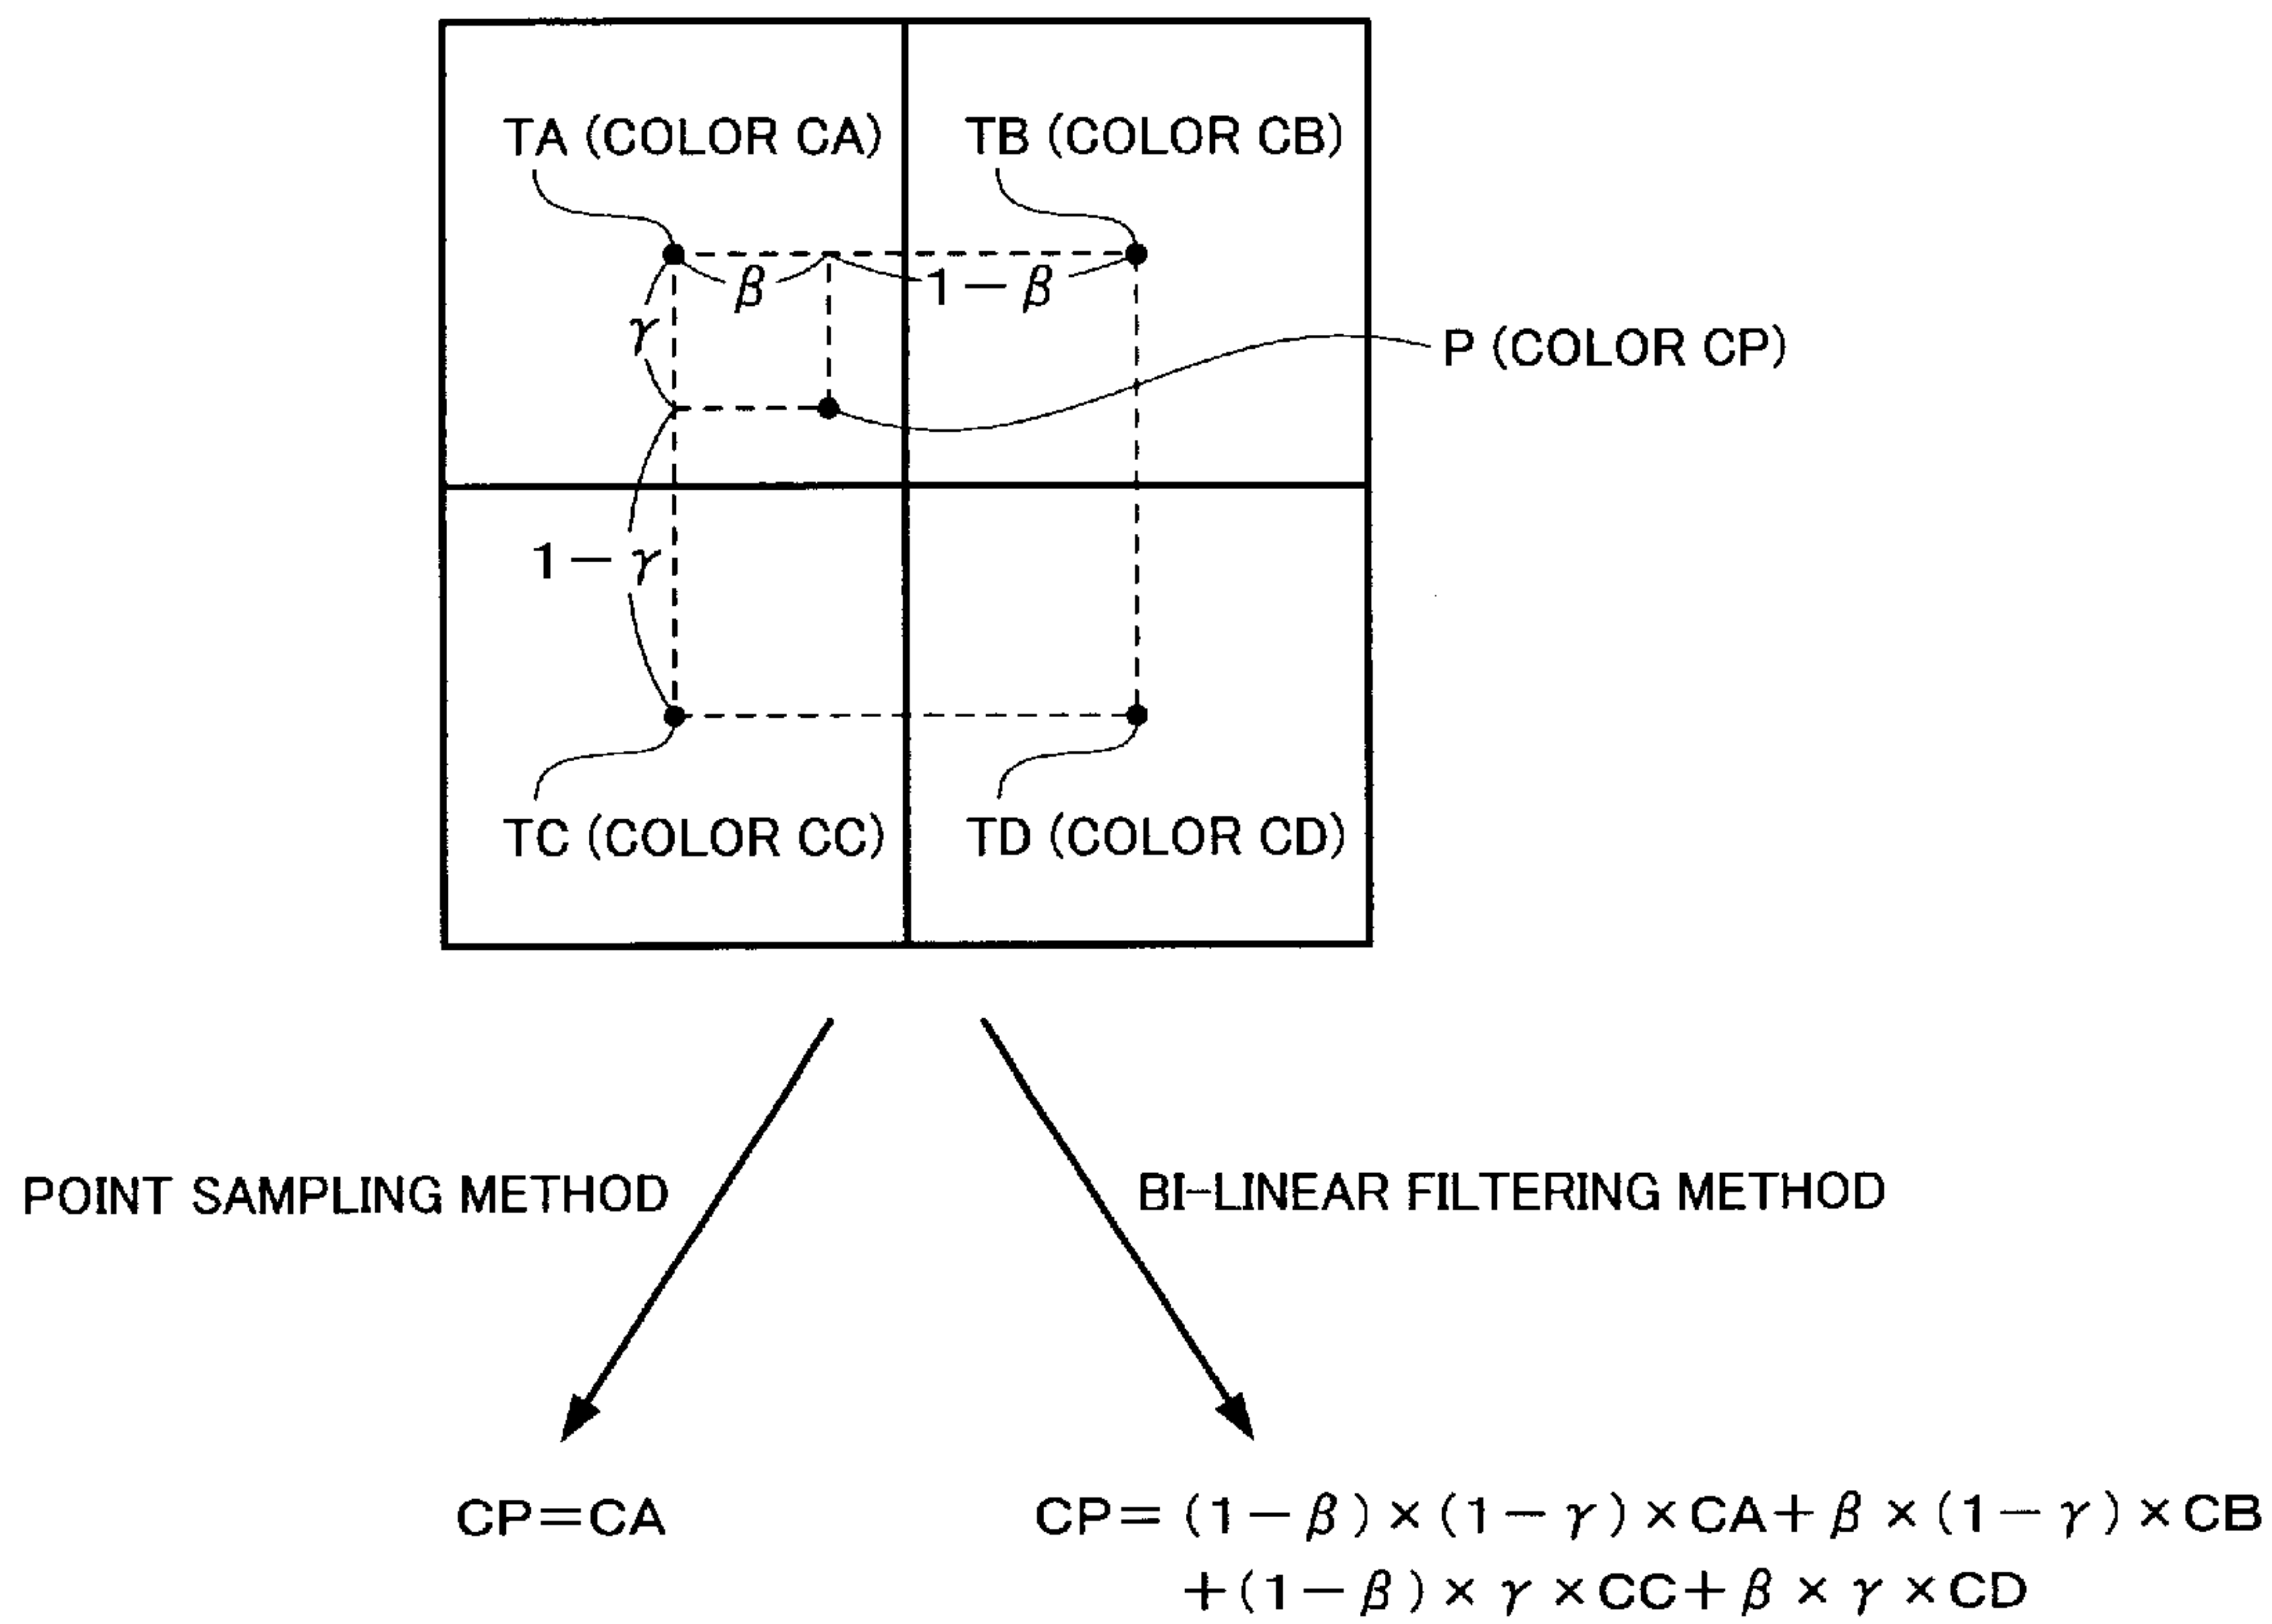 TA (COLOR CA)
TB (COLOR CB)
β
1－β
γ
P (COLOR CP)
1－γ
TC (COLOR CC)
TD (COLOR CD)
POINT SAMPLING METHOD
BI-LINEAR FILTERING METHOD
CP=CA
CP=(1－β)×(1－γ)×CA+β×(1－γ)×CB
+(1－β)×γ×CC+β×γ×CD